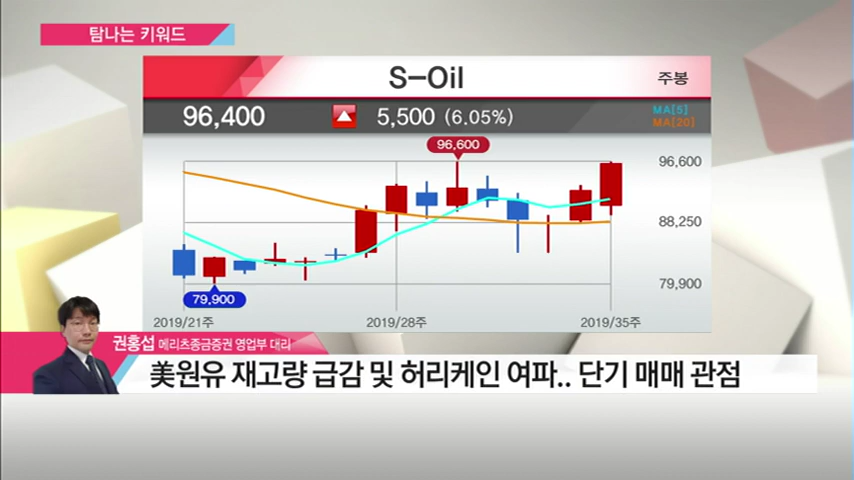 탐나는 키워드
S-Oil
주봉
96,400 ▲ 5,500 (6.05%)
MA[5]
MA[20]
96,600
96,600
88,250
79,900
79,900
2019/21주 2019/28주 2019/35주
권홍섭 메리츠종금증권 영업부 대리
美원유 재고량 급감 및 허리케인 여파.. 단기 매매 관점